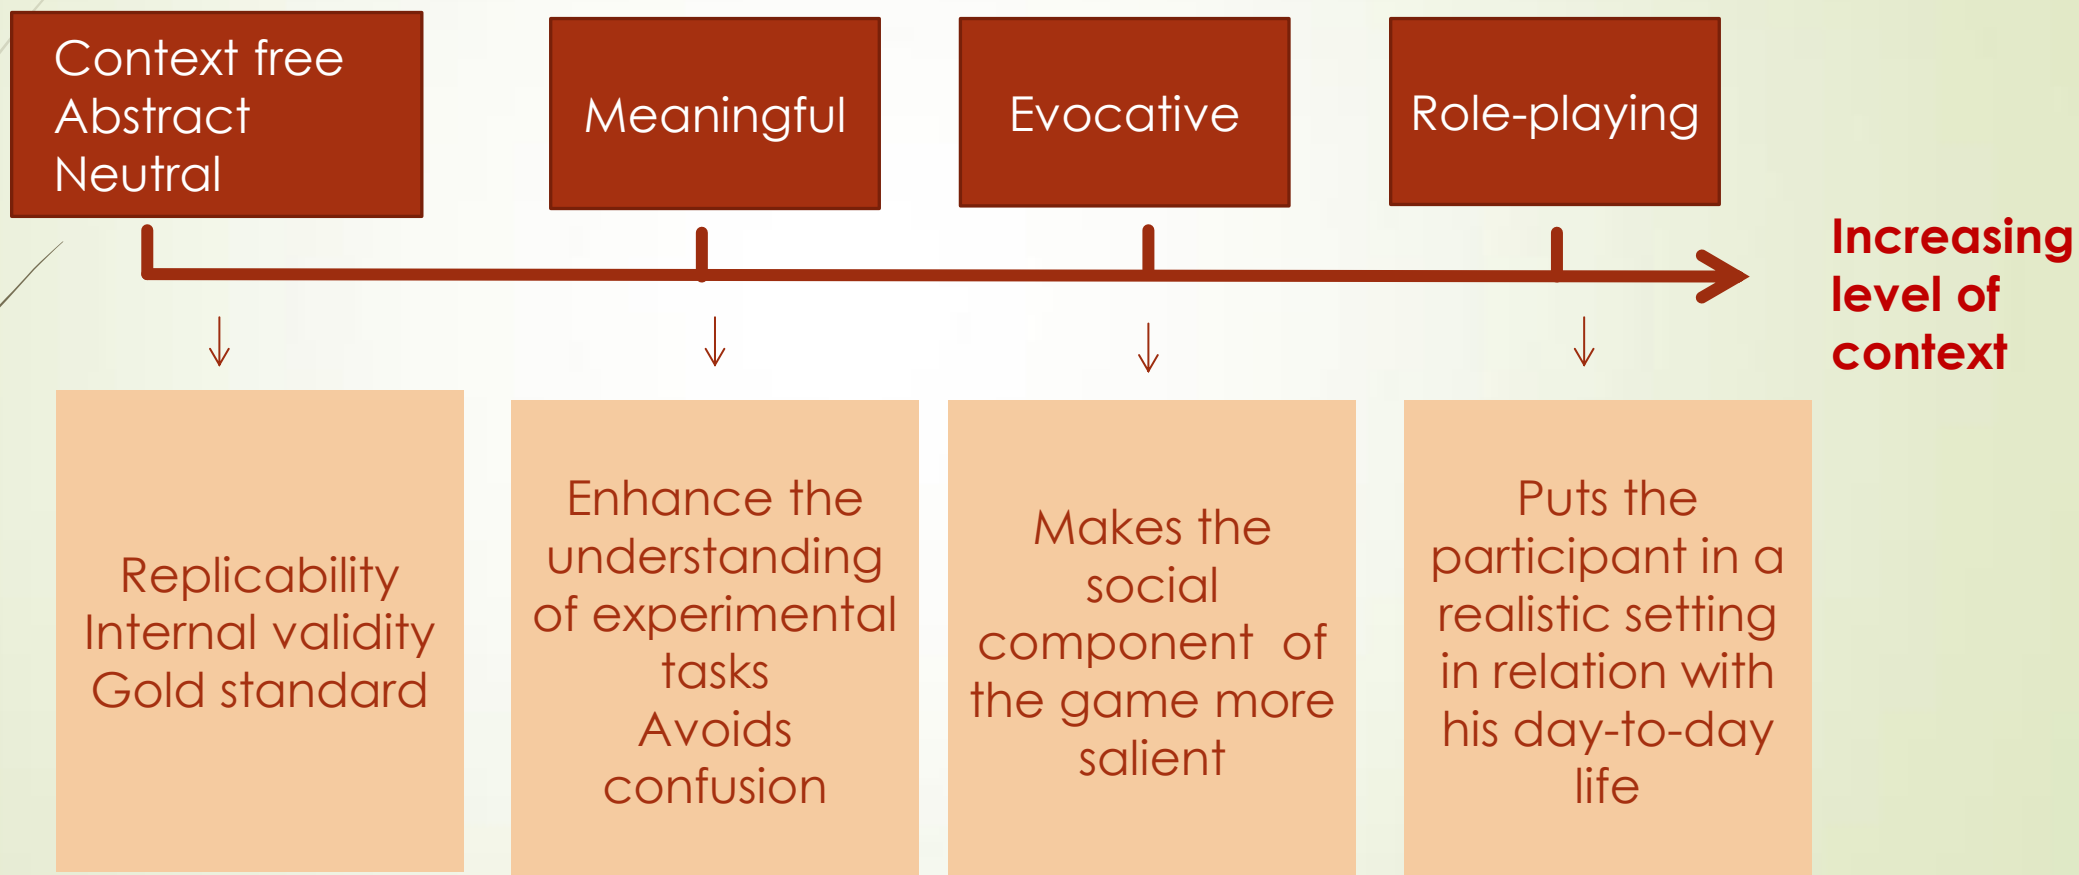 Context free
Abstract
Neutral
Meaningful
Evocative
Role-playing
Increasing
level of
context
Replicability
Internal validity
Gold standard
Enhance the
understanding
of experimental
tasks
Avoids
confusion
Makes the
social
component of
the game more
salient
Puts the
participant in a
realistic setting
in relation with
his day-to-day
life